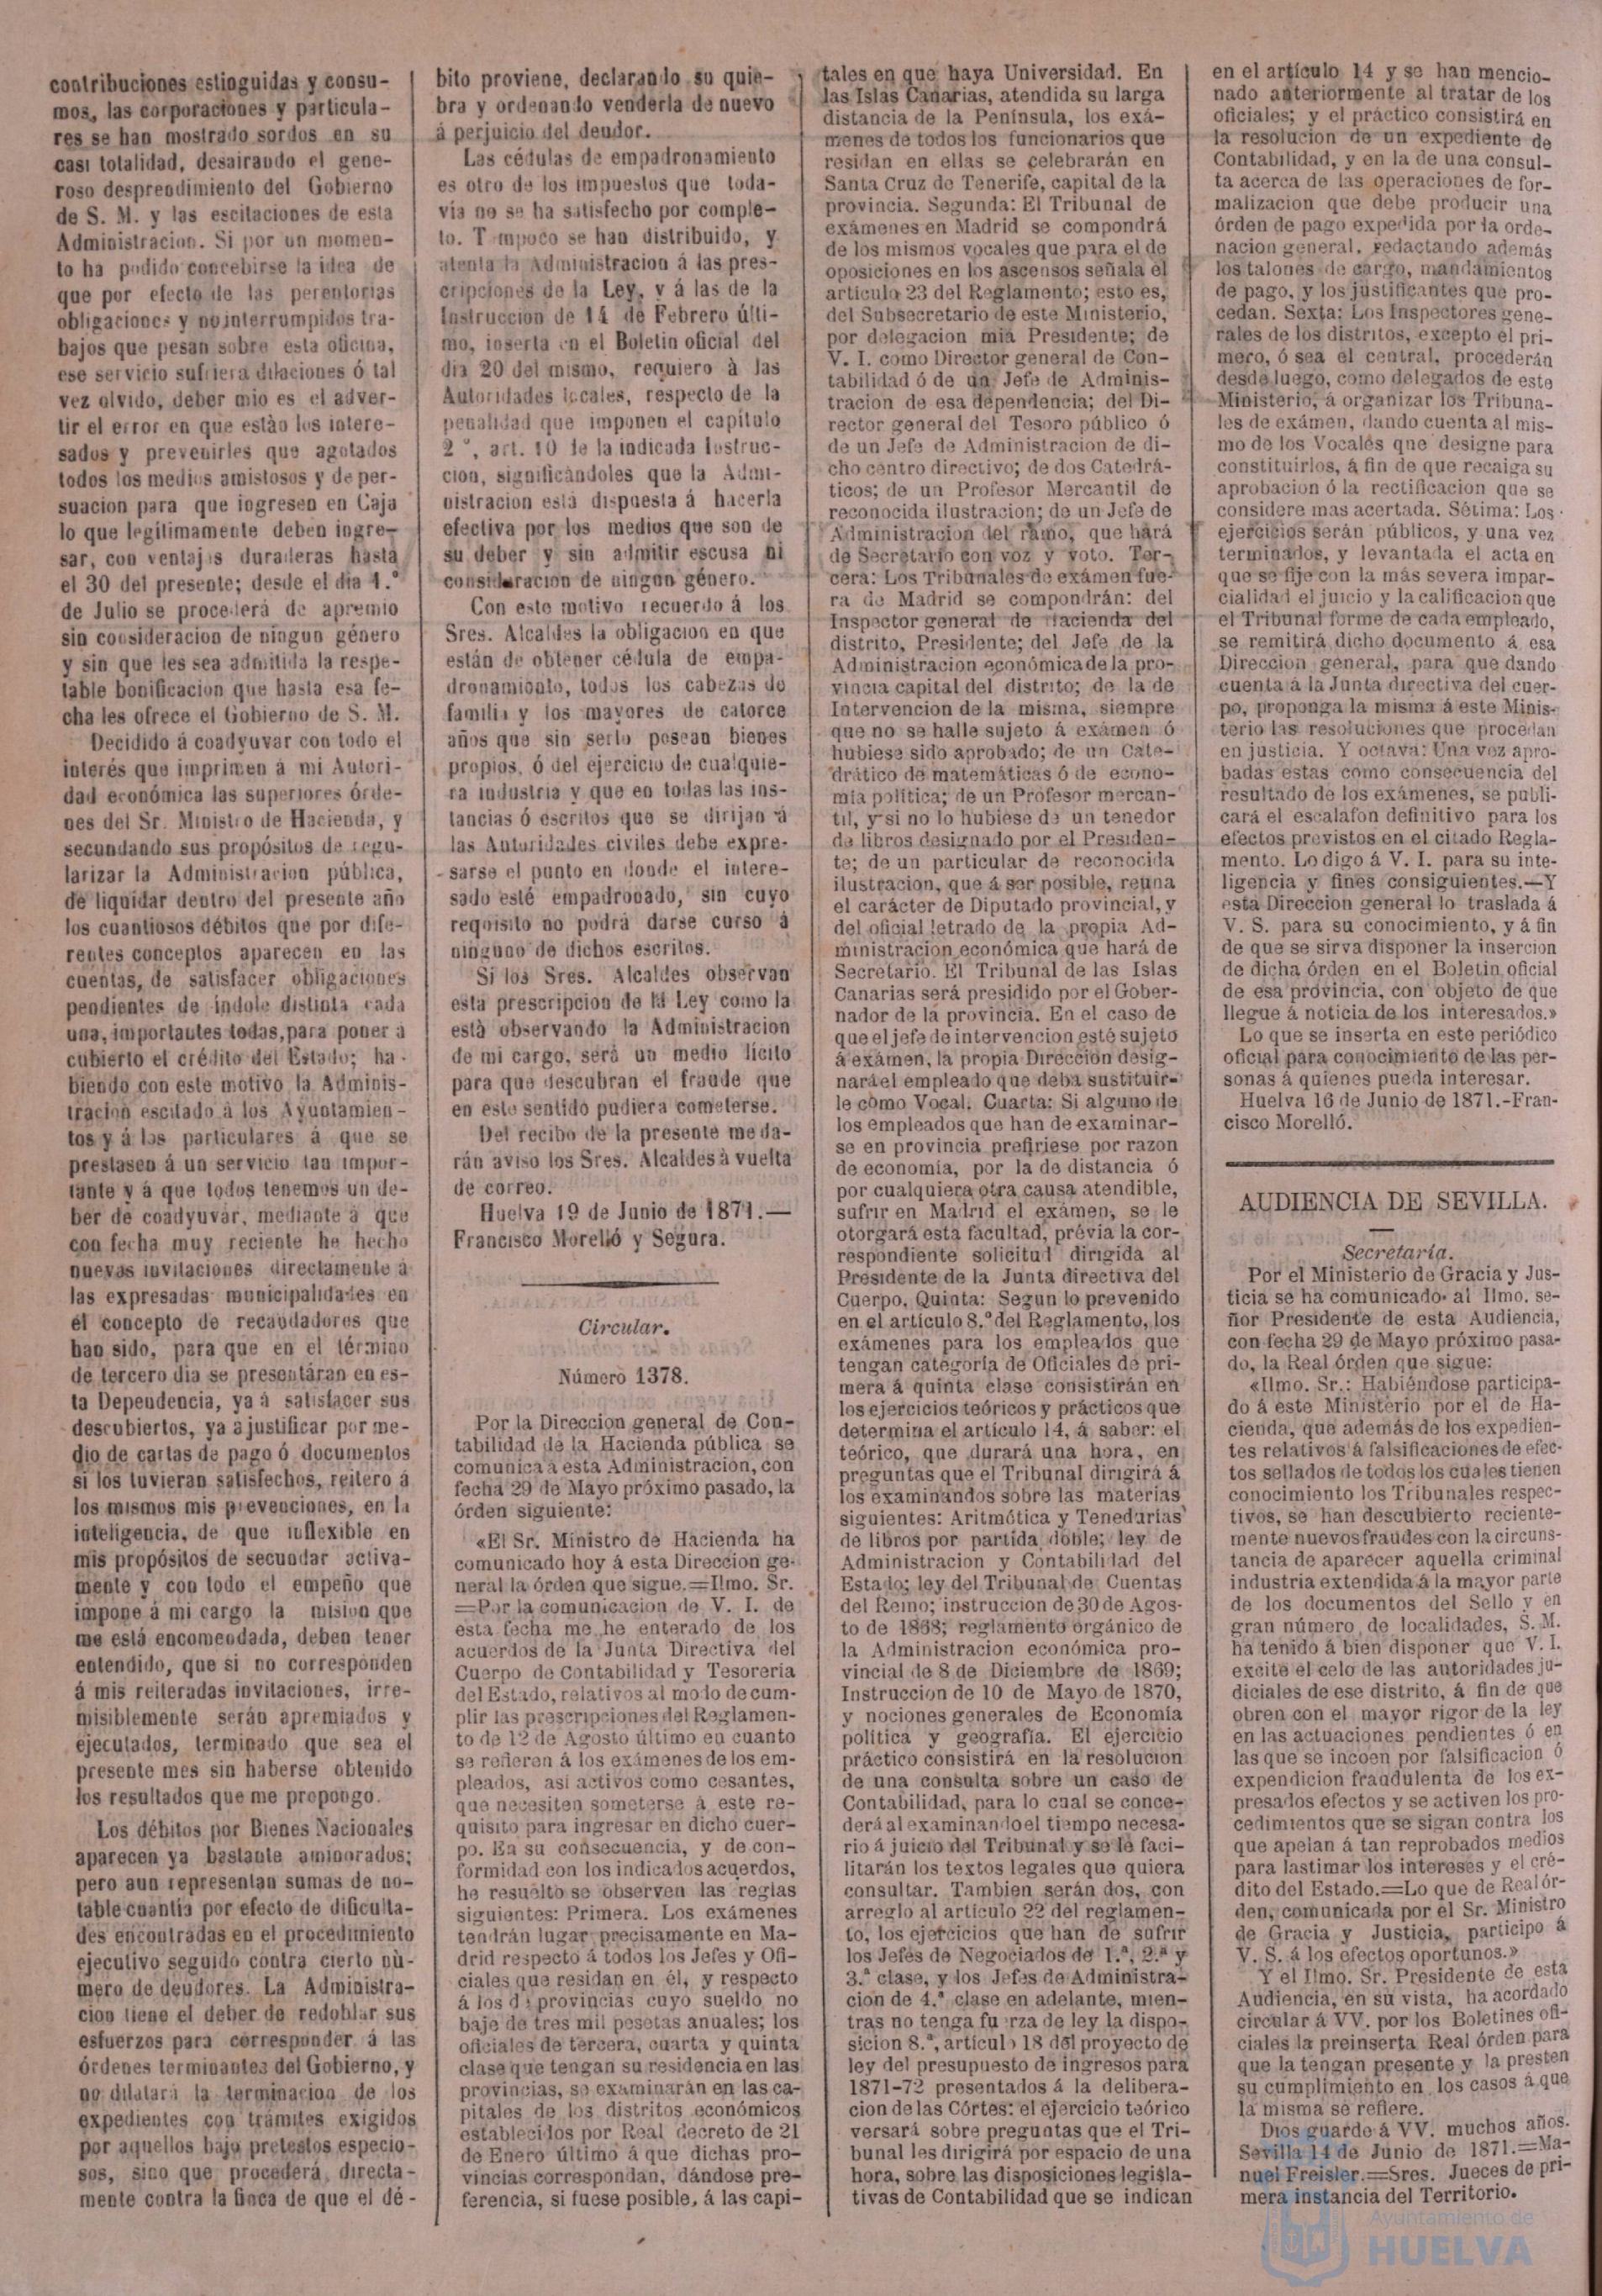 contribuciones estinguidas y consu-
mos, las corporaciones y particula-
res se han mostrado sordos en su
casi totalidad, desairando el gene-
roso desprendimiento del Gobierno
de S. M. y las escitaciones de esta
Administracion. Si por un momen-
to ha podido concebirse la idea de
que por efecto de las perentorias
obligaciones y no interrumpidos tra-
bajos que pesan sobre esta oficina,
ese servicio sufriera dilaciones ó tal
vez olvido, deber mio es el adver-
tir el error en que estàn los intere-
sados y prevenirles que agotados
todos los medios amistosos y de per-
suacion para que ingresen en Caja
lo que legítimamente deben ingre-
sar, con ventajas duraderas hasta
el 30 del presente; desde el dia 1.°
de Julio se procederá de apremio
sin consideracion de ningun género
y sin que les sea admitida la respe-
table bonificacion que hasta esa fe-
cha les ofrece el Gobierno de S. M.
Decidido á coadyuvar con todo el
interés que imprimen à mi Autori-
dad económica las superiores órde-
nes del Sr. Ministro de Hacienda, y
secundando sus propósitos de regu-
larizar la Administracion pública,
de liquidar dentro del presente año
los cuantiosos débitos que por dife-
rentes conceptos aparecen en las
cuentas, de satisfacer obligaciones
pendientes de índole distinta cada
una, importantes todas, para poner à
cubierto el crédito del Estado; ha-
biendo con este motivo la Adminis-
tracion escitado à los Ayuntamien-
tos y á los particulares á que se
prestasen á un servicio tan impor-
tante y á que todos tenemos un de-
ber de coadyuvar, mediante à que
con fecha muy reciente he hecho
nuevas invitaciones directamente à
las expresadas municipalidades en
el concepto de recaudadores que
han sido, para que en el término
de tercero dia se presentáran en es-
ta Dependencia, ya á satisfacer sus
descubiertos, ya á justificar por me-
dio de cartas de pago ó documentos
si los tuvieran satisfechos, reitero á
los mismos mis prevenciones, en la
inteligencia, de que inflexible en
mis propósitos de secundar activa-
mente y con todo el empeño que
impone á mi cargo la mision que
me está encomendada, deben tener
entendido, que si no corresponden
á mis reiteradas invitaciones, irre-
misiblemente serán apremiados y
ejecutados, terminado que sea el
presente mes sin haberse obtenido
los resultados que me propongo.
Los débitos por Bienes Nacionales
aparecen ya bastante aminorados;
pero aun representan sumas de no-
table cuantía por efecto de dificulta-
des encontradas en el procedimiento
ejecutivo seguido contra cierto nù-
mero de deudores. La Administra-
cion tiene el deber de redoblar sus
esfuerzos para corresponder á las
órdenes terminantes del Gobierno, y
no dilatará la terminacion de los
expedientes con trámites exigidos
por aquellos bajo pretestos especio-
sos, sino que procederá directa-
mente contra la finca de que el dé-
bito proviene, declarando su quie-
bra y ordenando venderla de nuevo
á perjuicio del deudor.
Las cédulas de empadronamiento
es otro de los impuestos que toda-
vía no se ha satisfecho por comple-
to. Tampoco se han distribuido, y
atenta la Administracion á las pres-
cripciones de la Ley, y á las de la
Instruccion de 14 de Febrero últi-
mo, inserta en el Boletin oficial del
dia 20 del mismo, requiero à las
Autoridades locales, respecto de la
penalidad que imponen el capítulo
2.°, art. 10 de la indicada Instruc-
cion, significàndoles que la Admi-
nistracion está dispuesta á hacerla
efectiva por los medios que son de
su deber y sin admitir escusa ni
consideracion de ningun género.
Con este motivo recuerdo á los
Sres. Alcaldes la obligacion en que
están de obtener cédula de empa-
dronamiento, todos los cabezas de
familia y los mayores de catorce
años que sin serlo posean bienes
propios, ó del ejercicio de cualquie-
ra industria y que en todas las ins-
tancias ó escritos que se dirijan á
las Autoridades civiles debe expre-
sarse el punto en donde el intere-
sado esté empadronado, sin cuyo
requisito no podrá darse curso á
ninguno de dichos escritos.
Si los Sres. Alcaldes observan
esta prescripcion de la Ley como la
està observando la Administracion
de mi cargo, será un medio lícito
para que descubran el fraude que
en este sentido pudiera cometerse.
Del recibo de la presente me da-
rán aviso los Sres. Alcaldes à vuelta
de correo.
Huelva 19 de Junio de 1871.—
Francisco Morelló y Segura.
Circular.
Número 1378.
Por la Direccion general de Con-
tabilidad de la Hacienda pública se
comunica à esta Administracion, con
fecha 29 de Mayo próximo pasado, la
órden siguiente:
«El Sr. Ministro de Hacienda ha
comunicado hoy á esta Direccion ge-
neral la órden que sigue.=Ilmo. Sr.
=Por la comunicacion de V. I. de
esta fecha me he enterado de los
acuerdos de la Junta Directiva del
Cuerpo de Contabilidad y Tesorería
del Estado, relativos al modo de cum-
plir las prescripciones del Reglamen-
to de 12 de Agosto último en cuanto
se refieren á los exámenes de los em-
pleados, así activos como cesantes,
que necesiten someterse á este re-
quisito para ingresar en dicho cuer-
po. En su consecuencia, y de con-
formidad con los indicados acuerdos,
he resuelto se observen las reglas
siguientes: Primera. Los exámenes
tendrán lugar precisamente en Ma-
drid respecto á todos los Jefes y Ofi-
ciales que residan en él, y respecto
á los de provincias cuyo sueldo no
baje de tres mil pesetas anuales; los
oficiales de tercera, cuarta y quinta
clase que tengan su residencia en las
provincias, se examinarán en las ca-
pitales de los distritos económicos
establecidos por Real decreto de 21
de Enero último á que dichas pro-
vincias correspondan, dándose pre-
ferencia, si fuese posible, á las capi-
tales en que haya Universidad. En
las Islas Canarias, atendida su larga
distancia de la Península, los exá-
menes de todos los funcionarios que
residan en ellas se celebrarán en
Santa Cruz de Tenerife, capital de la
provincia. Segunda: El Tribunal de
exámenes en Madrid se compondrá
de los mismos vocales que para el de
oposiciones en los ascensos señala el
artículo 23 del Reglamento; esto es,
del Subsecretario de este Ministerio,
por delegacion mia Presidente; de
V. I. como Director general de Con-
tabilidad ó de un Jefe de Adminis-
tracion de esa dependencia; del Di-
rector general del Tesoro público ó
de un Jefe de Administracion de di-
cho centro directivo; de dos Catedrá-
ticos; de un Profesor Mercantil de
reconocida ilustracion; de un Jefe de
Administracion del ramo, que hará
de Secretario con voz y voto. Ter-
cera: Los Tribunales de exámen fue-
ra de Madrid se compondrán: del
Inspector general de Hacienda del
distrito, Presidente; del Jefe de la
Administracion económica de la pro-
vincia capital del distrito; de la de
Intervencion de la misma, siempre
que no se halle sujeto á exámen ó
hubiese sido aprobado; de un Cate-
drático de matemáticas ó de econo-
mía política; de un Profesor mercan-
til, y si no lo hubiese de un tenedor
de libros designado por el Presiden-
te; de un particular de reconocida
ilustracion, que á ser posible, reuna
el carácter de Diputado provincial, y
del oficial letrado de la propia Ad-
ministracion económica que hará de
Secretario. El Tribunal de las Islas
Canarias será presidido por el Gober-
nador de la provincia. En el caso de
que el jefe de intervencion esté sujeto
á exámen, la propia Direccion desig-
nará el empleado que deba sustituir-
le como Vocal. Cuarta: Si alguno de
los empleados que han de examinar-
se en provincia prefiriese por razon
de economía, por la de distancia ó
por cualquiera otra causa atendible,
sufrir en Madrid el exámen, se le
otorgará esta facultad, prévia la cor-
respondiente solicitud dirigida al
Presidente de la Junta directiva del
Cuerpo. Quinta: Segun lo prevenido
en el artículo 8.° del Reglamento, los
exámenes para los empleados que
tengan categoría de Oficiales de pri-
mera á quinta clase consistirán en
los ejercicios teóricos y prácticos que
determina el artículo 14, á saber: el
teórico, que durará una hora, en
preguntas que el Tribunal dirigirá á
los examinandos sobre las materias
siguientes: Aritmética y Tenedurías
de libros por partida doble; ley de
Administracion y Contabilidad del
Estado; ley del Tribunal de Cuentas
del Reino; instruccion de 30 de Agos-
to de 1868; reglamento orgánico de
la Administracion económica pro-
vincial de 8 de Diciembre de 1869;
Instruccion de 10 de Mayo de 1870,
y nociones generales de Economía
política y geografía. El ejercicio
práctico consistirá en la resolucion
de una consulta sobre un caso de
Contabilidad, para lo cual se conce-
derá al examinando el tiempo necesa-
rio á juicio del Tribunal y se le faci-
litarán los textos legales que quiera
consultar. Tambien serán dos, con
arreglo al artículo 22 del reglamen-
to, los ejercicios que han de sufrir
los Jefes de Negociados de 1.ª, 2.ª y
3.ª clase, y los Jefes de Administra-
cion de 4.ª clase en adelante, mien-
tras no tenga fuerza de ley la dispo-
sicion 8.ª, artículo 18 del proyecto de
ley del presupuesto de ingresos para
1871-72 presentados á la delibera-
cion de las Córtes: el ejercicio teórico
versará sobre preguntas que el Tri-
bunal les dirigirá por espacio de una
hora, sobre las disposiciones legisla-
tivas de Contabilidad que se indican
en el artículo 14 y se han mencio-
nado anteriormente al tratar de los
oficiales; y el práctico consistirá en
la resolucion de un expediente de
Contabilidad, y en la de una consul-
ta acerca de las operaciones de for-
malizacion que debe producir una
órden de pago expedida por la orde-
nacion general, redactando además
los talones de cargo, mandamientos
de pago, y los justificantes que pro-
cedan. Sexta: Los Inspectores gene-
rales de los distritos, excepto el pri-
mero, ó sea el central, procederán
desde luego, como delegados de este
Ministerio, á organizar los Tribuna-
les de exámen, dando cuenta al mis-
mo de los Vocales que designe para
constituirlos, á fin de que recaiga su
aprobacion ó la rectificacion que se
considere mas acertada. Sétima: Los
ejercicios serán públicos, y una vez
terminados, y levantada el acta en
que se fije con la más severa impar-
cialidad el juicio y la calificacion que
el Tribunal forme de cada empleado,
se remitirá dicho documento á esa
Direccion general, para que dando
cuenta á la Junta directiva del cuer-
po, proponga la misma á este Minis-
terio las resoluciones que procedan
en justicia. Y octava: Una vez apro-
badas estas como consecuencia del
resultado de los exámenes, se publi-
cará el escalafon definitivo para los
efectos previstos en el citado Regla-
mento. Lo digo á V. I. para su inte-
ligencia y fines consiguientes.—Y
esta Direccion general lo traslada á
V. S. para su conocimiento, y á fin
de que se sirva disponer la insercion
de dicha órden en el Boletin oficial
de esa provincia, con objeto de que
llegue á noticia de los interesados.»
Lo que se inserta en este periódico
oficial para conocimiento de las per-
sonas á quienes pueda interesar.
Huelva 16 de Junio de 1871.-Fran-
cisco Morelló.
AUDIENCIA DE SEVILLA.
Secretaría.
Por el Ministerio de Gracia y Jus-
ticia se ha comunicado al Ilmo. se-
ñor Presidente de esta Audiencia,
con fecha 29 de Mayo próximo pasa-
do, la Real órden que sigue:
«Ilmo. Sr.: Habiéndose participa-
do á este Ministerio por el de Ha-
cienda, que además de los expedien-
tes relativos á falsificaciones de efec-
tos sellados de todos los cuales tienen
conocimiento los Tribunales respec-
tivos, se han descubierto reciente-
mente nuevos fraudes con la circuns-
tancia de aparecer aquella criminal
industria extendida á la mayor parte
de los documentos del Sello y en
gran número de localidades, S. M.
ha tenido á bien disponer que V. I.
excite el celo de las autoridades ju-
diciales de ese distrito, á fin de que
obren con el mayor rigor de la ley
en las actuaciones pendientes ó en
las que se incoen por falsificacion ó
expendicion fraudulenta de los ex-
presados efectos y se activen los pro-
cedimientos que se sigan contra los
que apelan á tan reprobados medios
para lastimar los intereses y el cré-
dito del Estado.=Lo que de Real ór-
den, comunicada por el Sr. Ministro
de Gracia y Justicia, participo á
V. S. á los efectos oportunos.»
Y el Ilmo. Sr. Presidente de esta
Audiencia, en su vista, ha acordado
circular á VV. por los Boletines ofi-
ciales la preinserta Real órden para
que la tengan presente y la presten
su cumplimiento en los casos á que
la misma se refiere.
Dios guarde á VV. muchos años.
Sevilla 14 de Junio de 1871.=Ma-
nuel Freisler.=Sres. Jueces de pri-
mera instancia del Territorio.
Ayuntamiento de
HUELVA